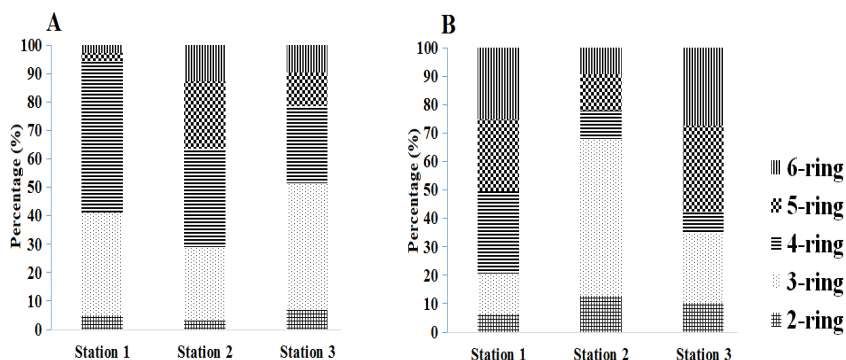 A
Percentage (%)
100
90
80
70
60
50
40
30
20
10
0
Station 1 Station 2 Station 3
B
Percentage (%)
100
90
80
70
60
50
40
30
20
10
0
Station 1 Station 2 Station 3
6-ring
5-ring
4-ring
3-ring
2-ring